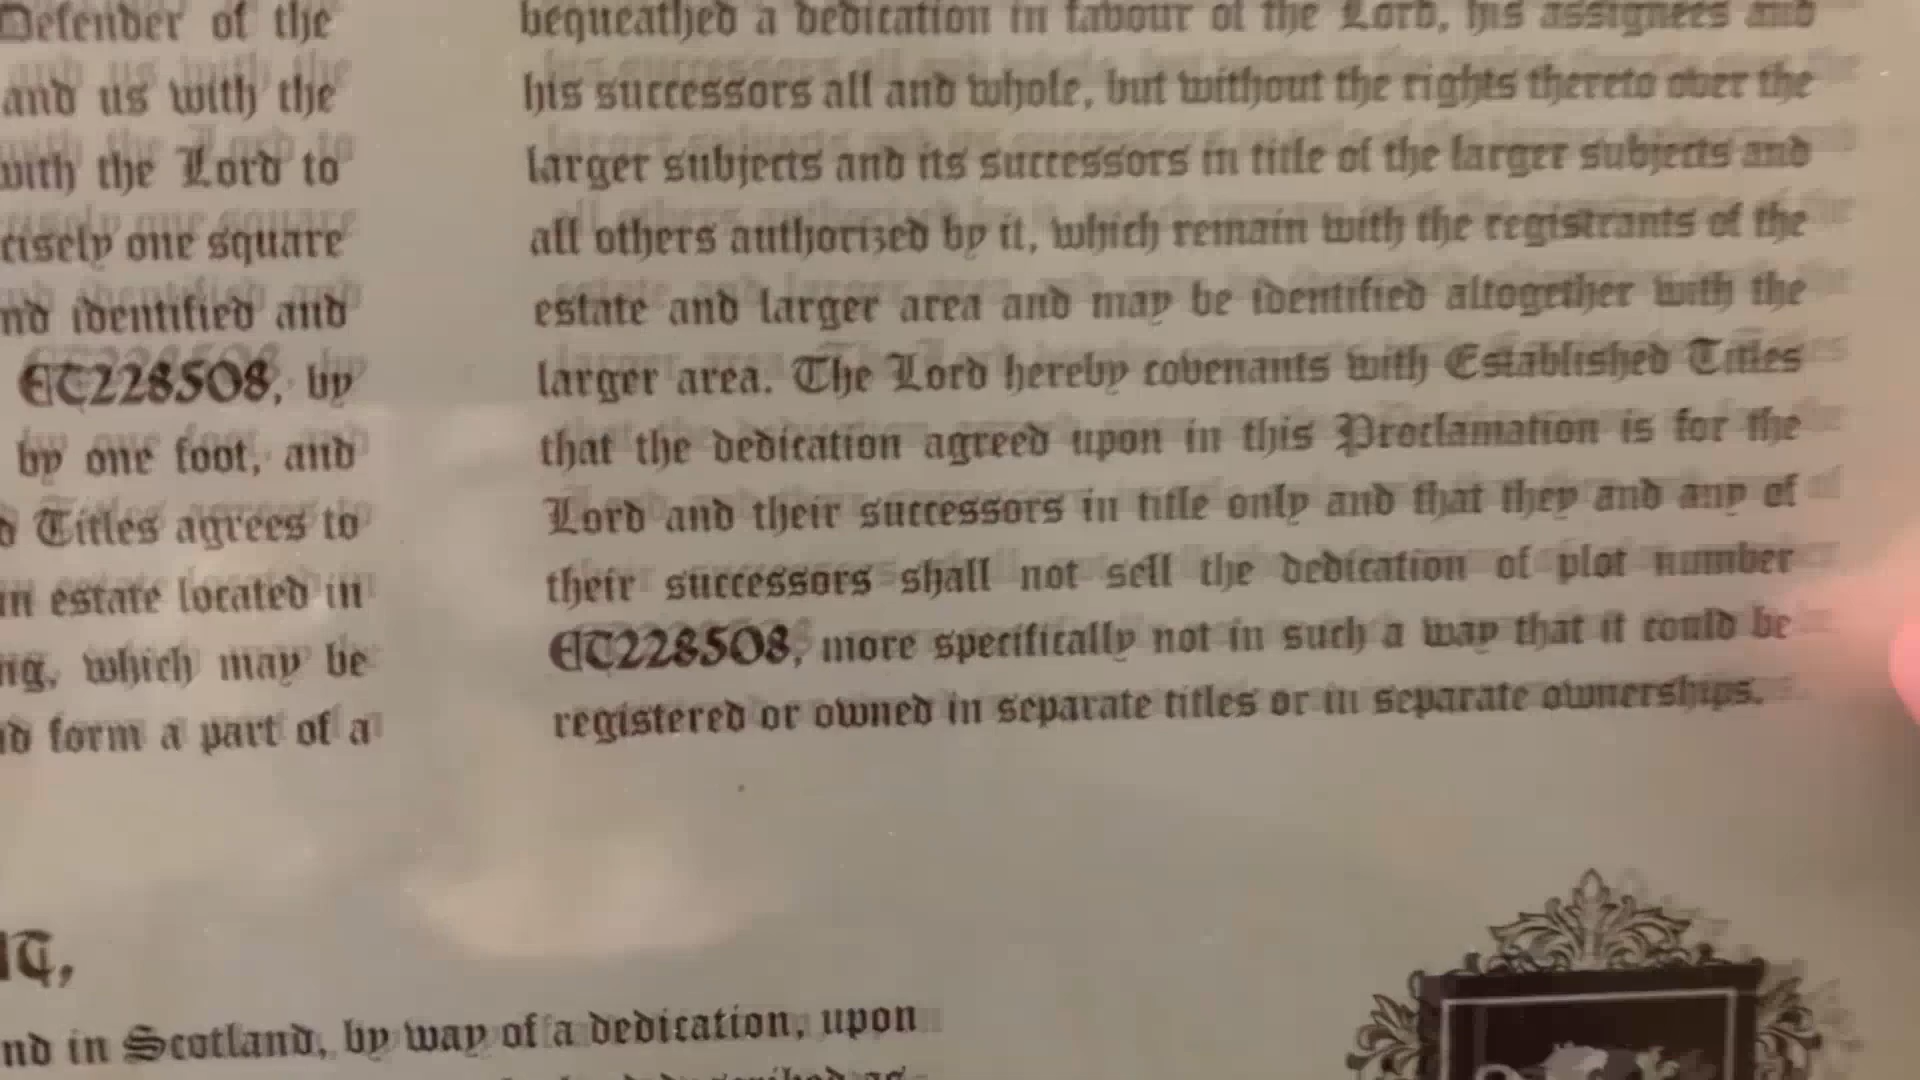 Defender of the
and us with the
with the Lord to
cisely one square
nd identified and
ET228508, by
by one foot, and
Titles agrees to
an estate located in
ng, which may be
nd form a part of a
bequeathed a dedication in favour of the Lord, his assignees and
his successors all and whole, but without the rights thereto over the
larger subjects and its successors in title of the larger subjects and
all others authorized by it, which remain with the registrants of the
estate and larger area and may be identified altogether with the
larger area. The Lord hereby covenants with Established Titles
that the dedication agreed upon in this Proclamation is for the
Lord and their successors in title only and that they and any of
their successors shall not sell the dedication of plot number
ET228508, more specifically not in such a way that it could be
registered or owned in separate titles or in separate ownerships.
nd in Scotland, by way of a dedication, upon